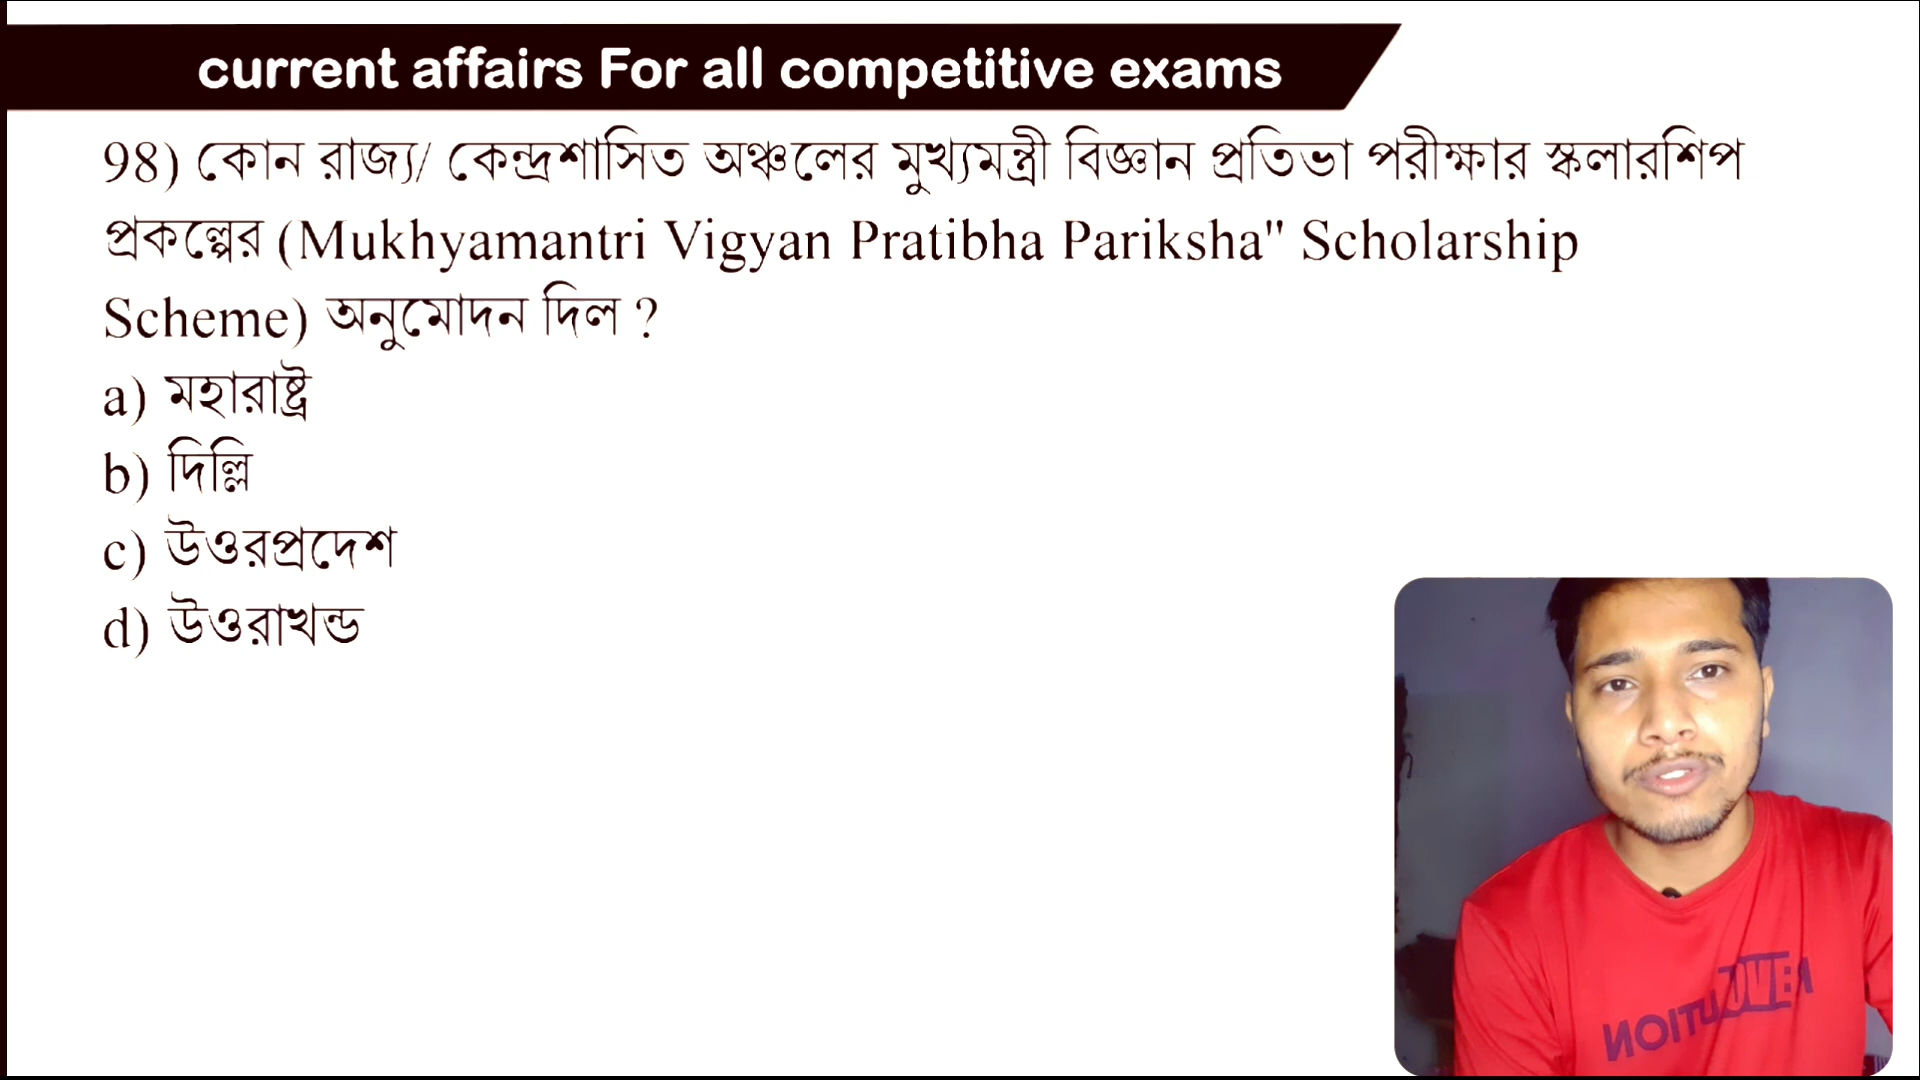 current affairs For all competitive exams
98) কোন রাজ্য/ কেন্দ্রশাসিত অঞ্চলের মুখ্যমন্ত্রী বিজ্ঞান প্রতিভা পরীক্ষার স্কলারশিপ
প্রকল্পের (Mukhyamantri Vigyan Pratibha Pariksha" Scholarship
Scheme) অনুমোদন দিল ?
a) মহারাষ্ট্র
b) দিল্লি
c) উওরপ্রদেশ
d) উওরাখন্ড